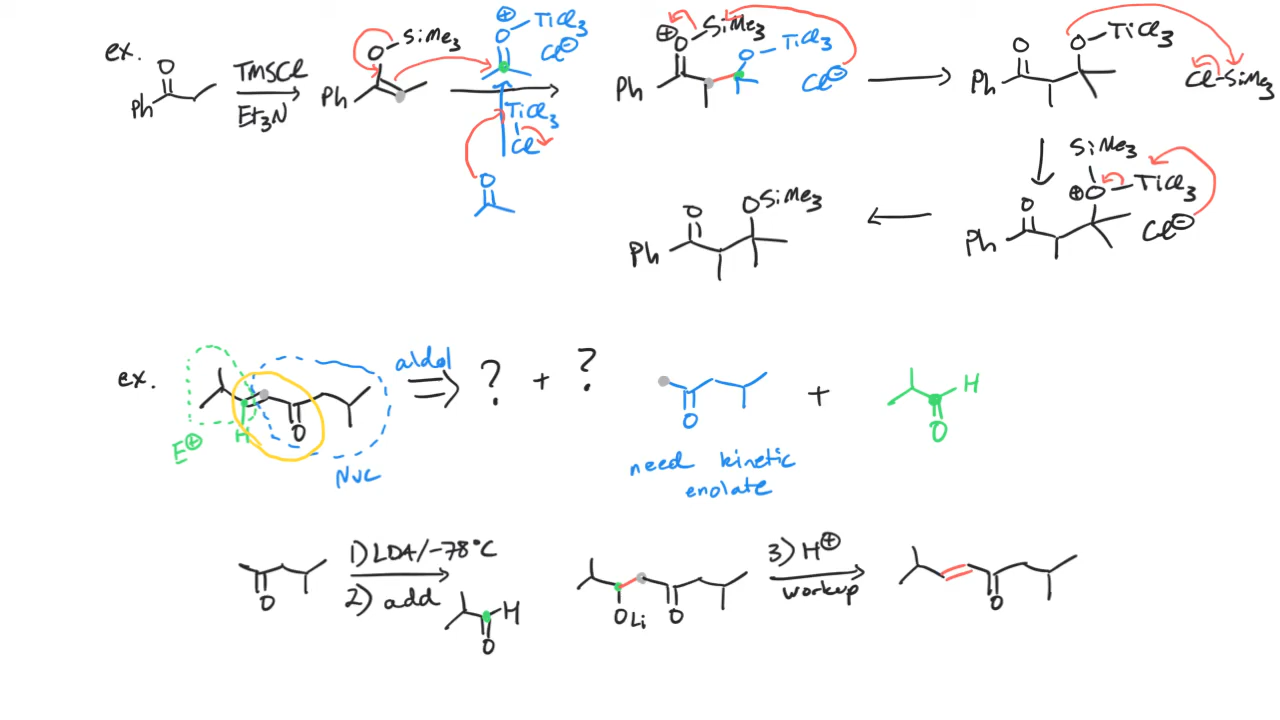 ex.
O
Ph
TMSCl
Et₃N
O
SiMe₃
Ph
⊕
O
TiCl₃
Cl⊖
TiCl₃
Cl
O
⊕
O
SiMe₃
O
TiCl₃
Ph
Cl⊖
O
O
TiCl₃
Ph
Cl-SiMe₃
SiMe₃
⊕O
TiCl₃
O
Cl⊖
Ph
O
OSiMe₃
Ph
ex.
H
O
E⊕
Nuc
aldol
? + ?
O
+
H
O
need kinetic
enolate
O
1) LDA/-78°C
2) add
H
O
OLi
O
3) H⊕
workup
O